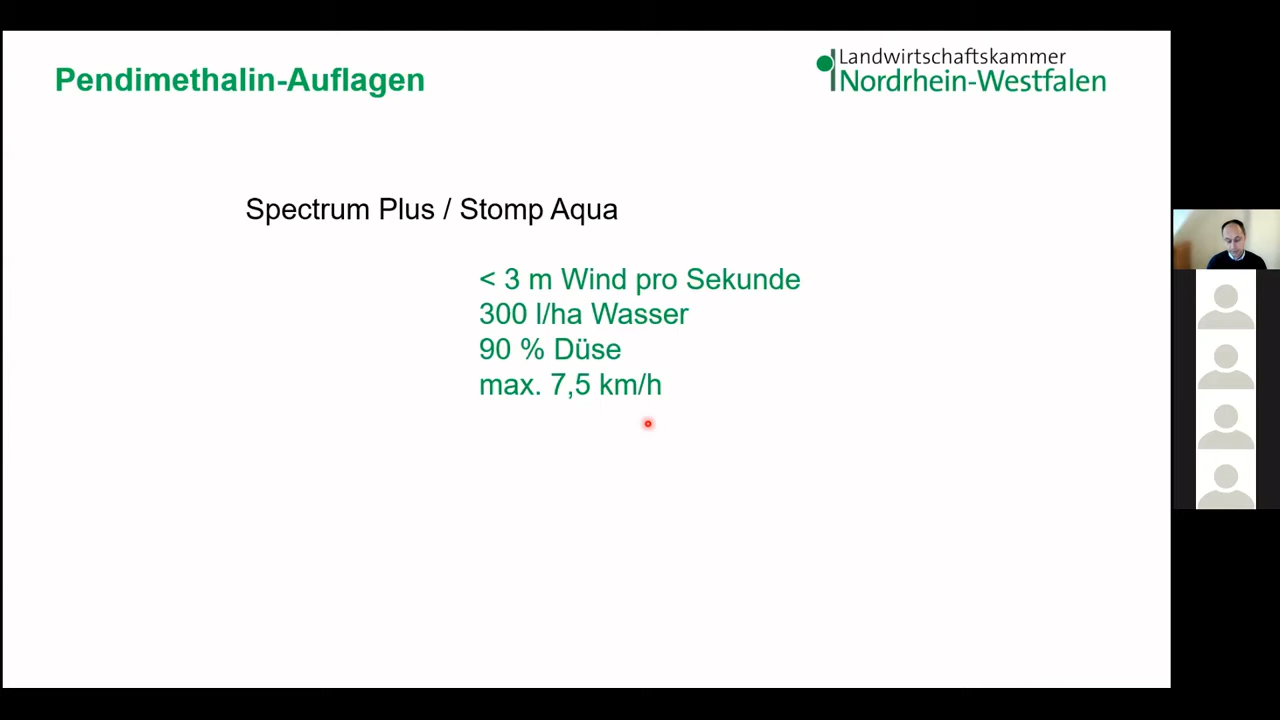 Pendimethalin-Auflagen
Landwirtschaftskammer
Nordrhein-Westfalen
Spectrum Plus / Stomp Aqua
< 3 m Wind pro Sekunde
300 l/ha Wasser
90 % Düse
max. 7,5 km/h